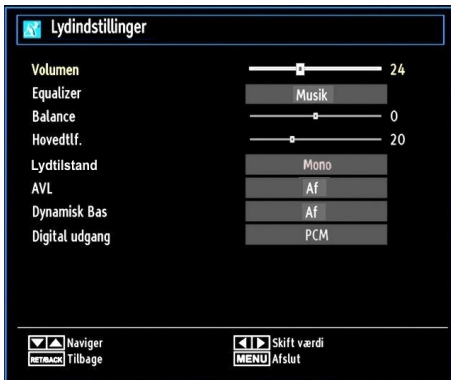 Lydindstillinger
Volumen 24
Equalizer Musik
Balance 0
Hovedtlf. 20
Lydtilstand Mono
AVL Af
Dynamisk Bas Af
Digital udgang PCM
Naviger Skift værdi
RET/BACK Tilbage MENU Afslut